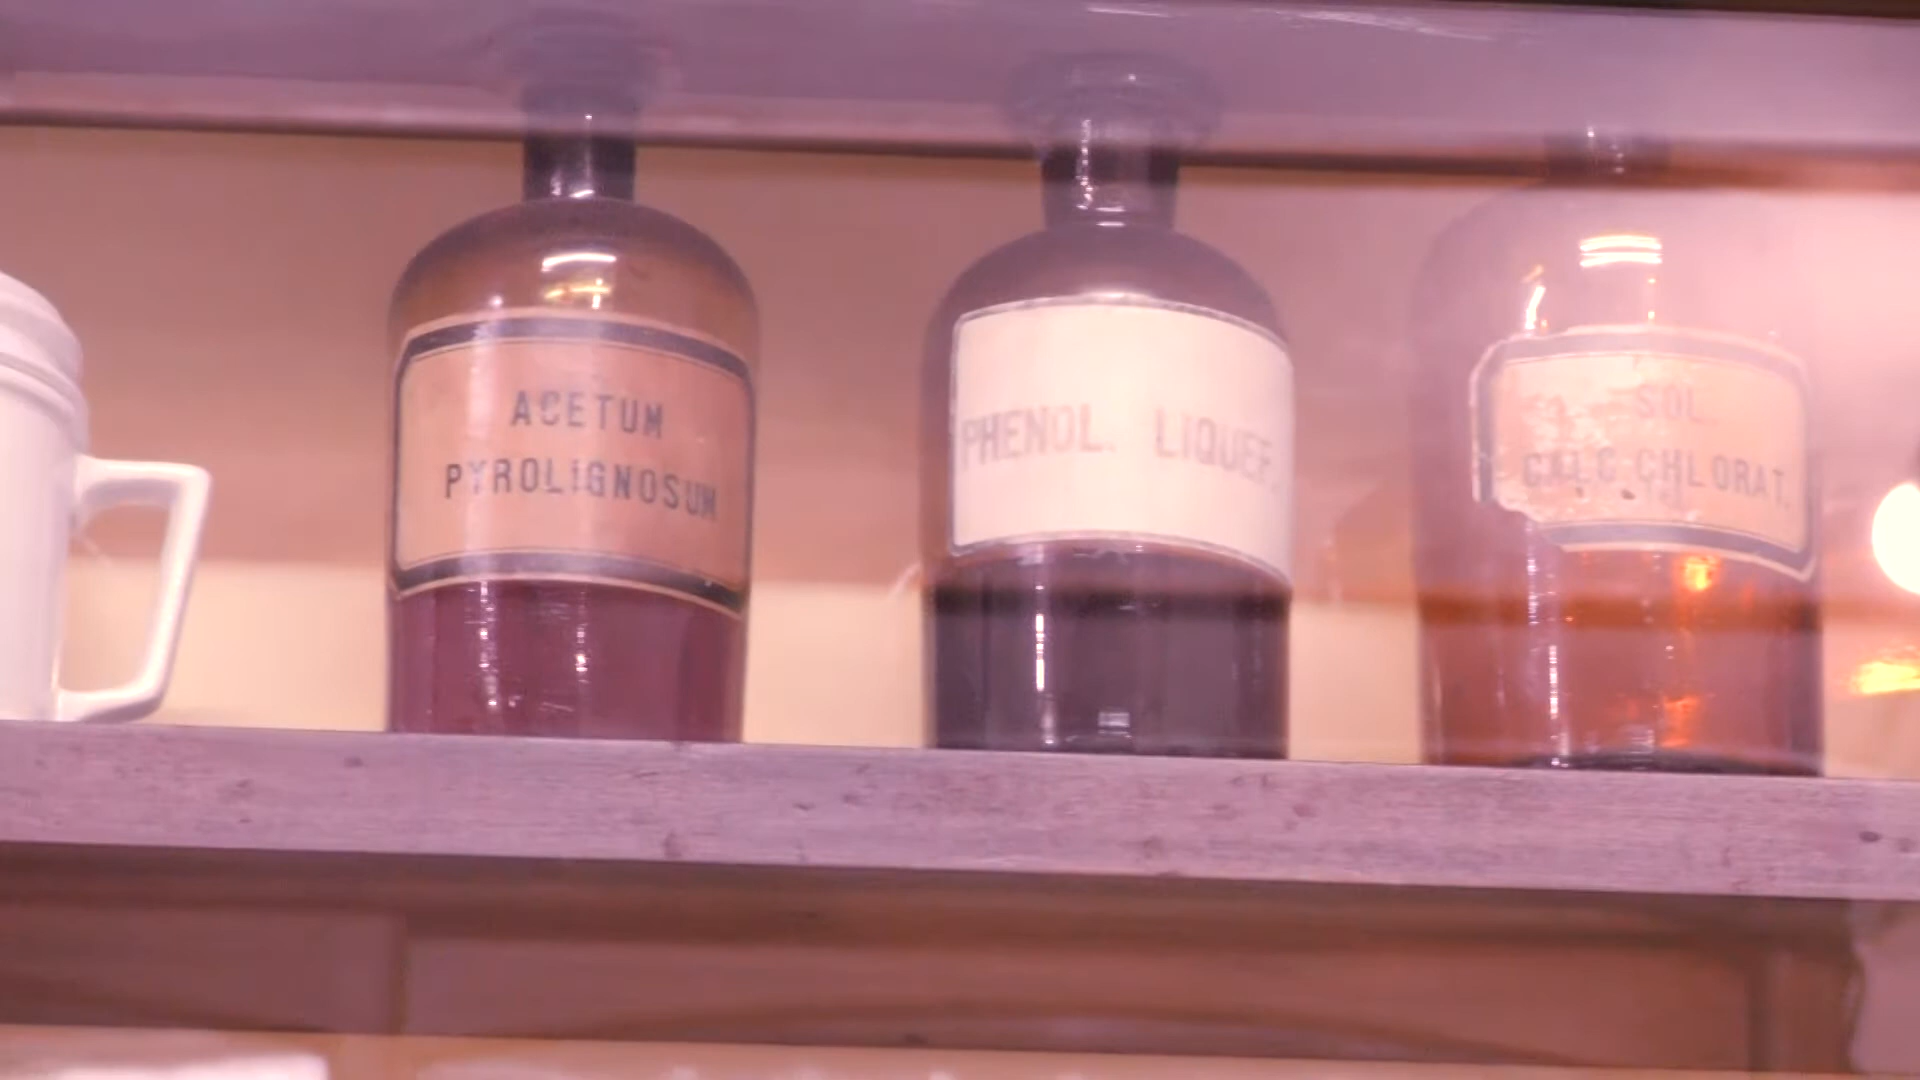 ACETUM
PYROLIGNOSUM
PHENOL. LIQUEF.
SOL.
CALC CHLORAT.